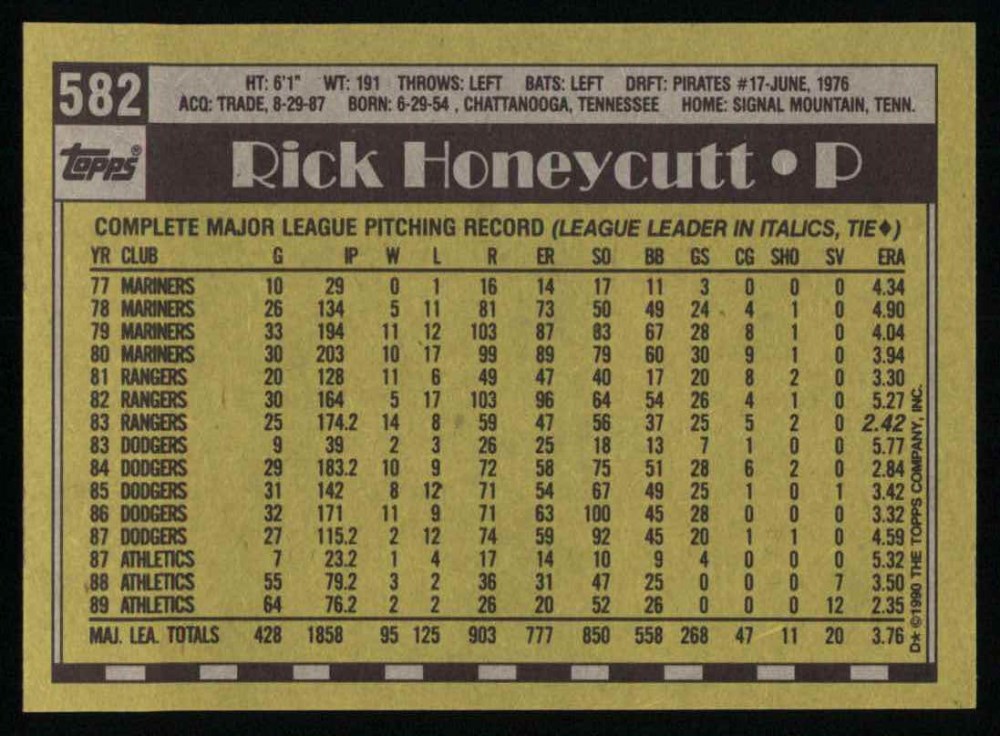 582
HT: 6'1" WT: 191 THROWS: LEFT BATS: LEFT DRFT: PIRATES #17-JUNE, 1976
ACQ: TRADE, 8-29-87 BORN: 6-29-54 , CHATTANOOGA, TENNESSEE HOME: SIGNAL MOUNTAIN, TENN.
topps®
Rick Honeycutt • P
COMPLETE MAJOR LEAGUE PITCHING RECORD (LEAGUE LEADER IN ITALICS, TIE♦)
YR CLUB G IP W L R ER SO BB GS CG SHO SV ERA
77 MARINERS 10 29 0 1 16 14 17 11 3 0 0 0 4.34
78 MARINERS 26 134 5 11 81 73 50 49 24 4 1 0 4.90
79 MARINERS 33 194 11 12 103 87 83 67 28 8 1 0 4.04
80 MARINERS 30 203 10 17 99 89 79 60 30 9 1 0 3.94
81 RANGERS 20 128 11 6 49 47 40 17 20 8 2 0 3.30
82 RANGERS 30 164 5 17 103 96 64 54 26 4 1 0 5.27
83 RANGERS 25 174.2 14 8 59 47 56 37 25 5 2 0 2.42
83 DODGERS 9 39 2 3 26 25 18 13 7 1 0 0 5.77
84 DODGERS 29 183.2 10 9 72 58 75 51 28 6 2 0 2.84
85 DODGERS 31 142 8 12 71 54 67 49 25 1 0 1 3.42
86 DODGERS 32 171 11 9 71 63 100 45 28 0 0 0 3.32
87 DODGERS 27 115.2 2 12 74 59 92 45 20 1 1 0 4.59
87 ATHLETICS 7 23.2 1 4 17 14 10 9 4 0 0 0 5.32
88 ATHLETICS 55 79.2 3 2 36 31 47 25 0 0 0 7 3.50
89 ATHLETICS 64 76.2 2 2 26 20 52 26 0 0 0 12 2.35
MAJ. LEA. TOTALS 428 1858 95 125 903 777 850 558 268 47 11 20 3.76
D* ©1990 THE TOPPS COMPANY, INC.